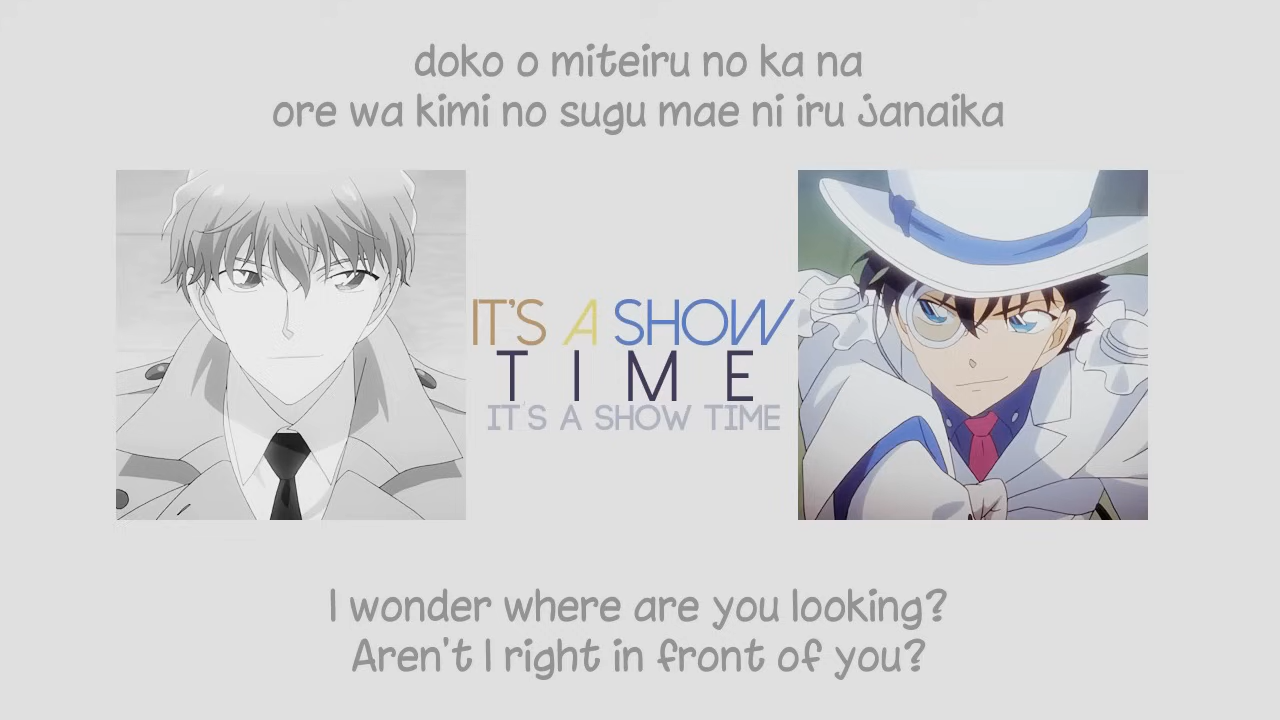 doko o miteiru no ka na
ore wa kimi no sugu mae ni iru janaika
IT'S A SHOW
TIME
IT'S A SHOW TIME
I wonder where are you looking?
Aren't I right in front of you?